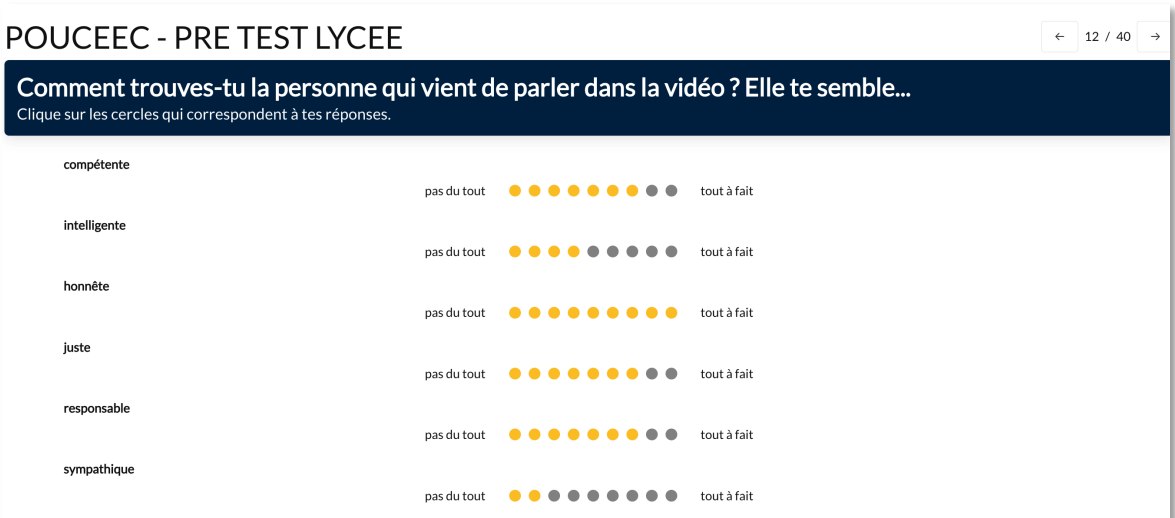 POUCEEC - PRE TEST LYCEE
← 12 / 40 →
Comment trouves-tu la personne qui vient de parler dans la vidéo ? Elle te semble...
Clique sur les cercles qui correspondent à tes réponses.
compétente
pas du tout tout à fait
intelligente
pas du tout tout à fait
honnête
pas du tout tout à fait
juste
pas du tout tout à fait
responsable
pas du tout tout à fait
sympathique
pas du tout tout à fait